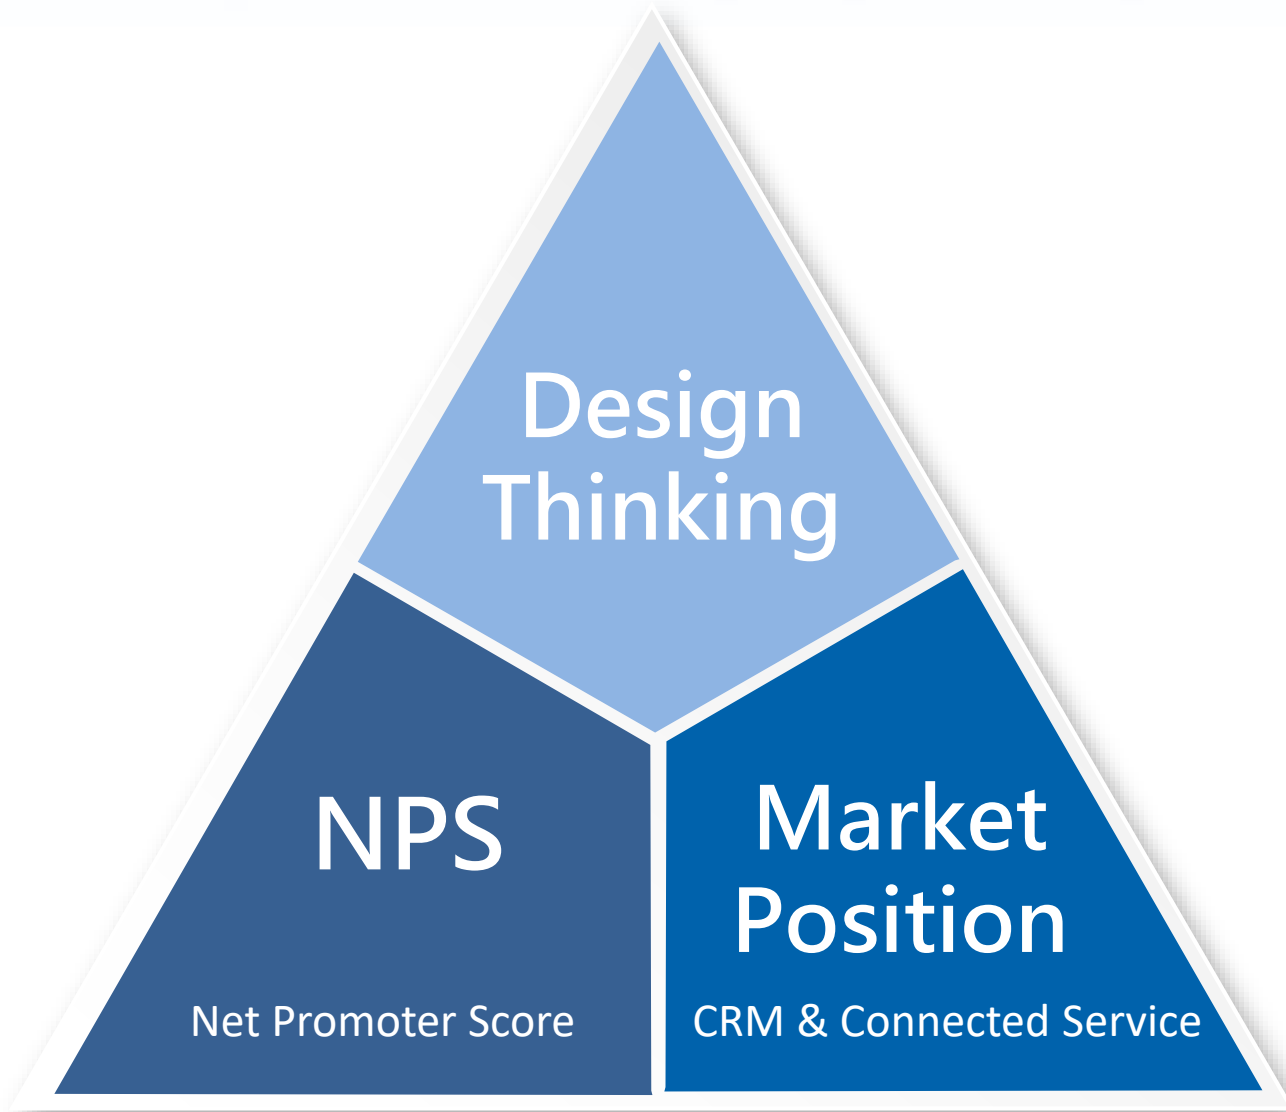 Design
Thinking
NPS
Net Promoter Score
Market
Position
CRM & Connected Service